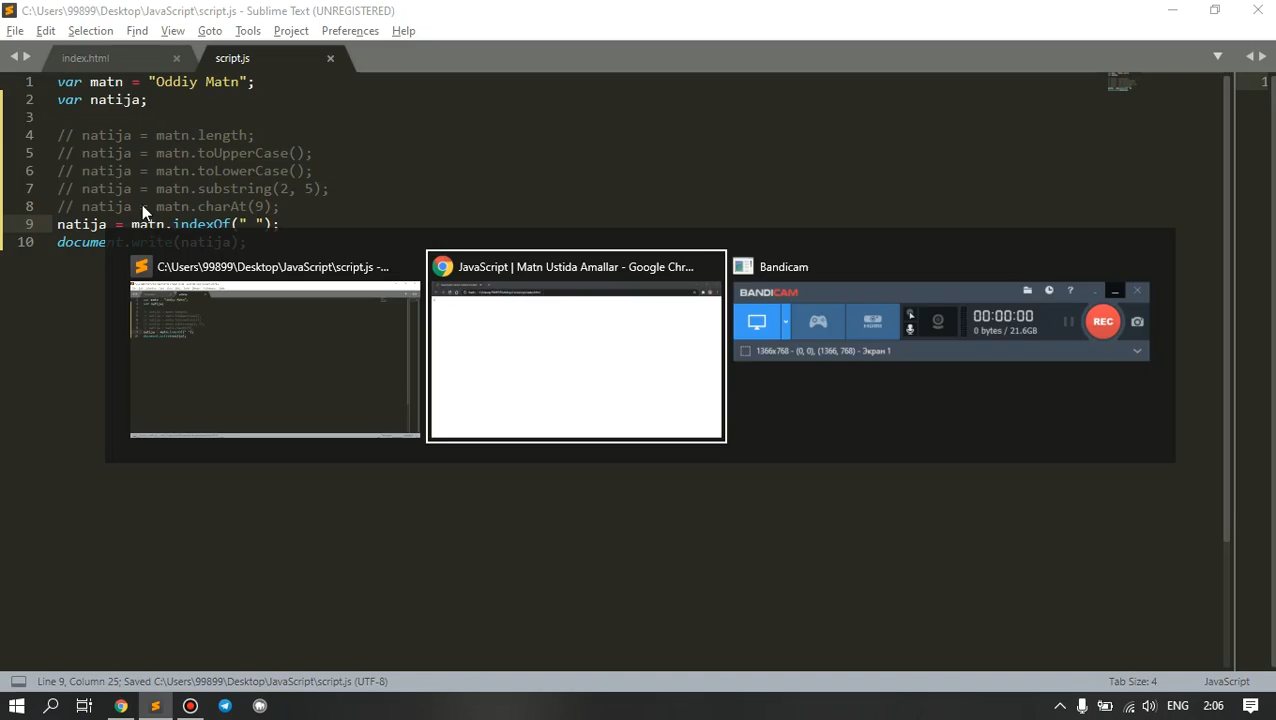 C:\Users\99899\Desktop\JavaScript\script.js - Sublime Text (UNREGISTERED)
File Edit Selection Find View Goto Tools Project Preferences Help
index.html script.js
1 var matn = "Oddiy Matn"; 1
2 var natija;
3
4 // natija = matn.length;
5 // natija = matn.toUpperCase();
6 // natija = matn.toLowerCase();
7 // natija = matn.substring(2, 5);
8 // natija = matn.charAt(9);
9 natija = matn.indexOf(" ");
10 document.write(natija);
C:\Users\99899\Desktop\JavaScript\script.js -... JavaScript | Matn Ustida Amallar - Google Chr... Bandicam
BANDICAM
HDMI 00:00:00 REC
0 bytes / 21.6GB
1366x768 - (0, 0), (1366, 768) - Экран 1
Line 9, Column 25; Saved C:\Users\99899\Desktop\JavaScript\script.js (UTF-8) Tab Size: 4 JavaScript
ENG 2:06